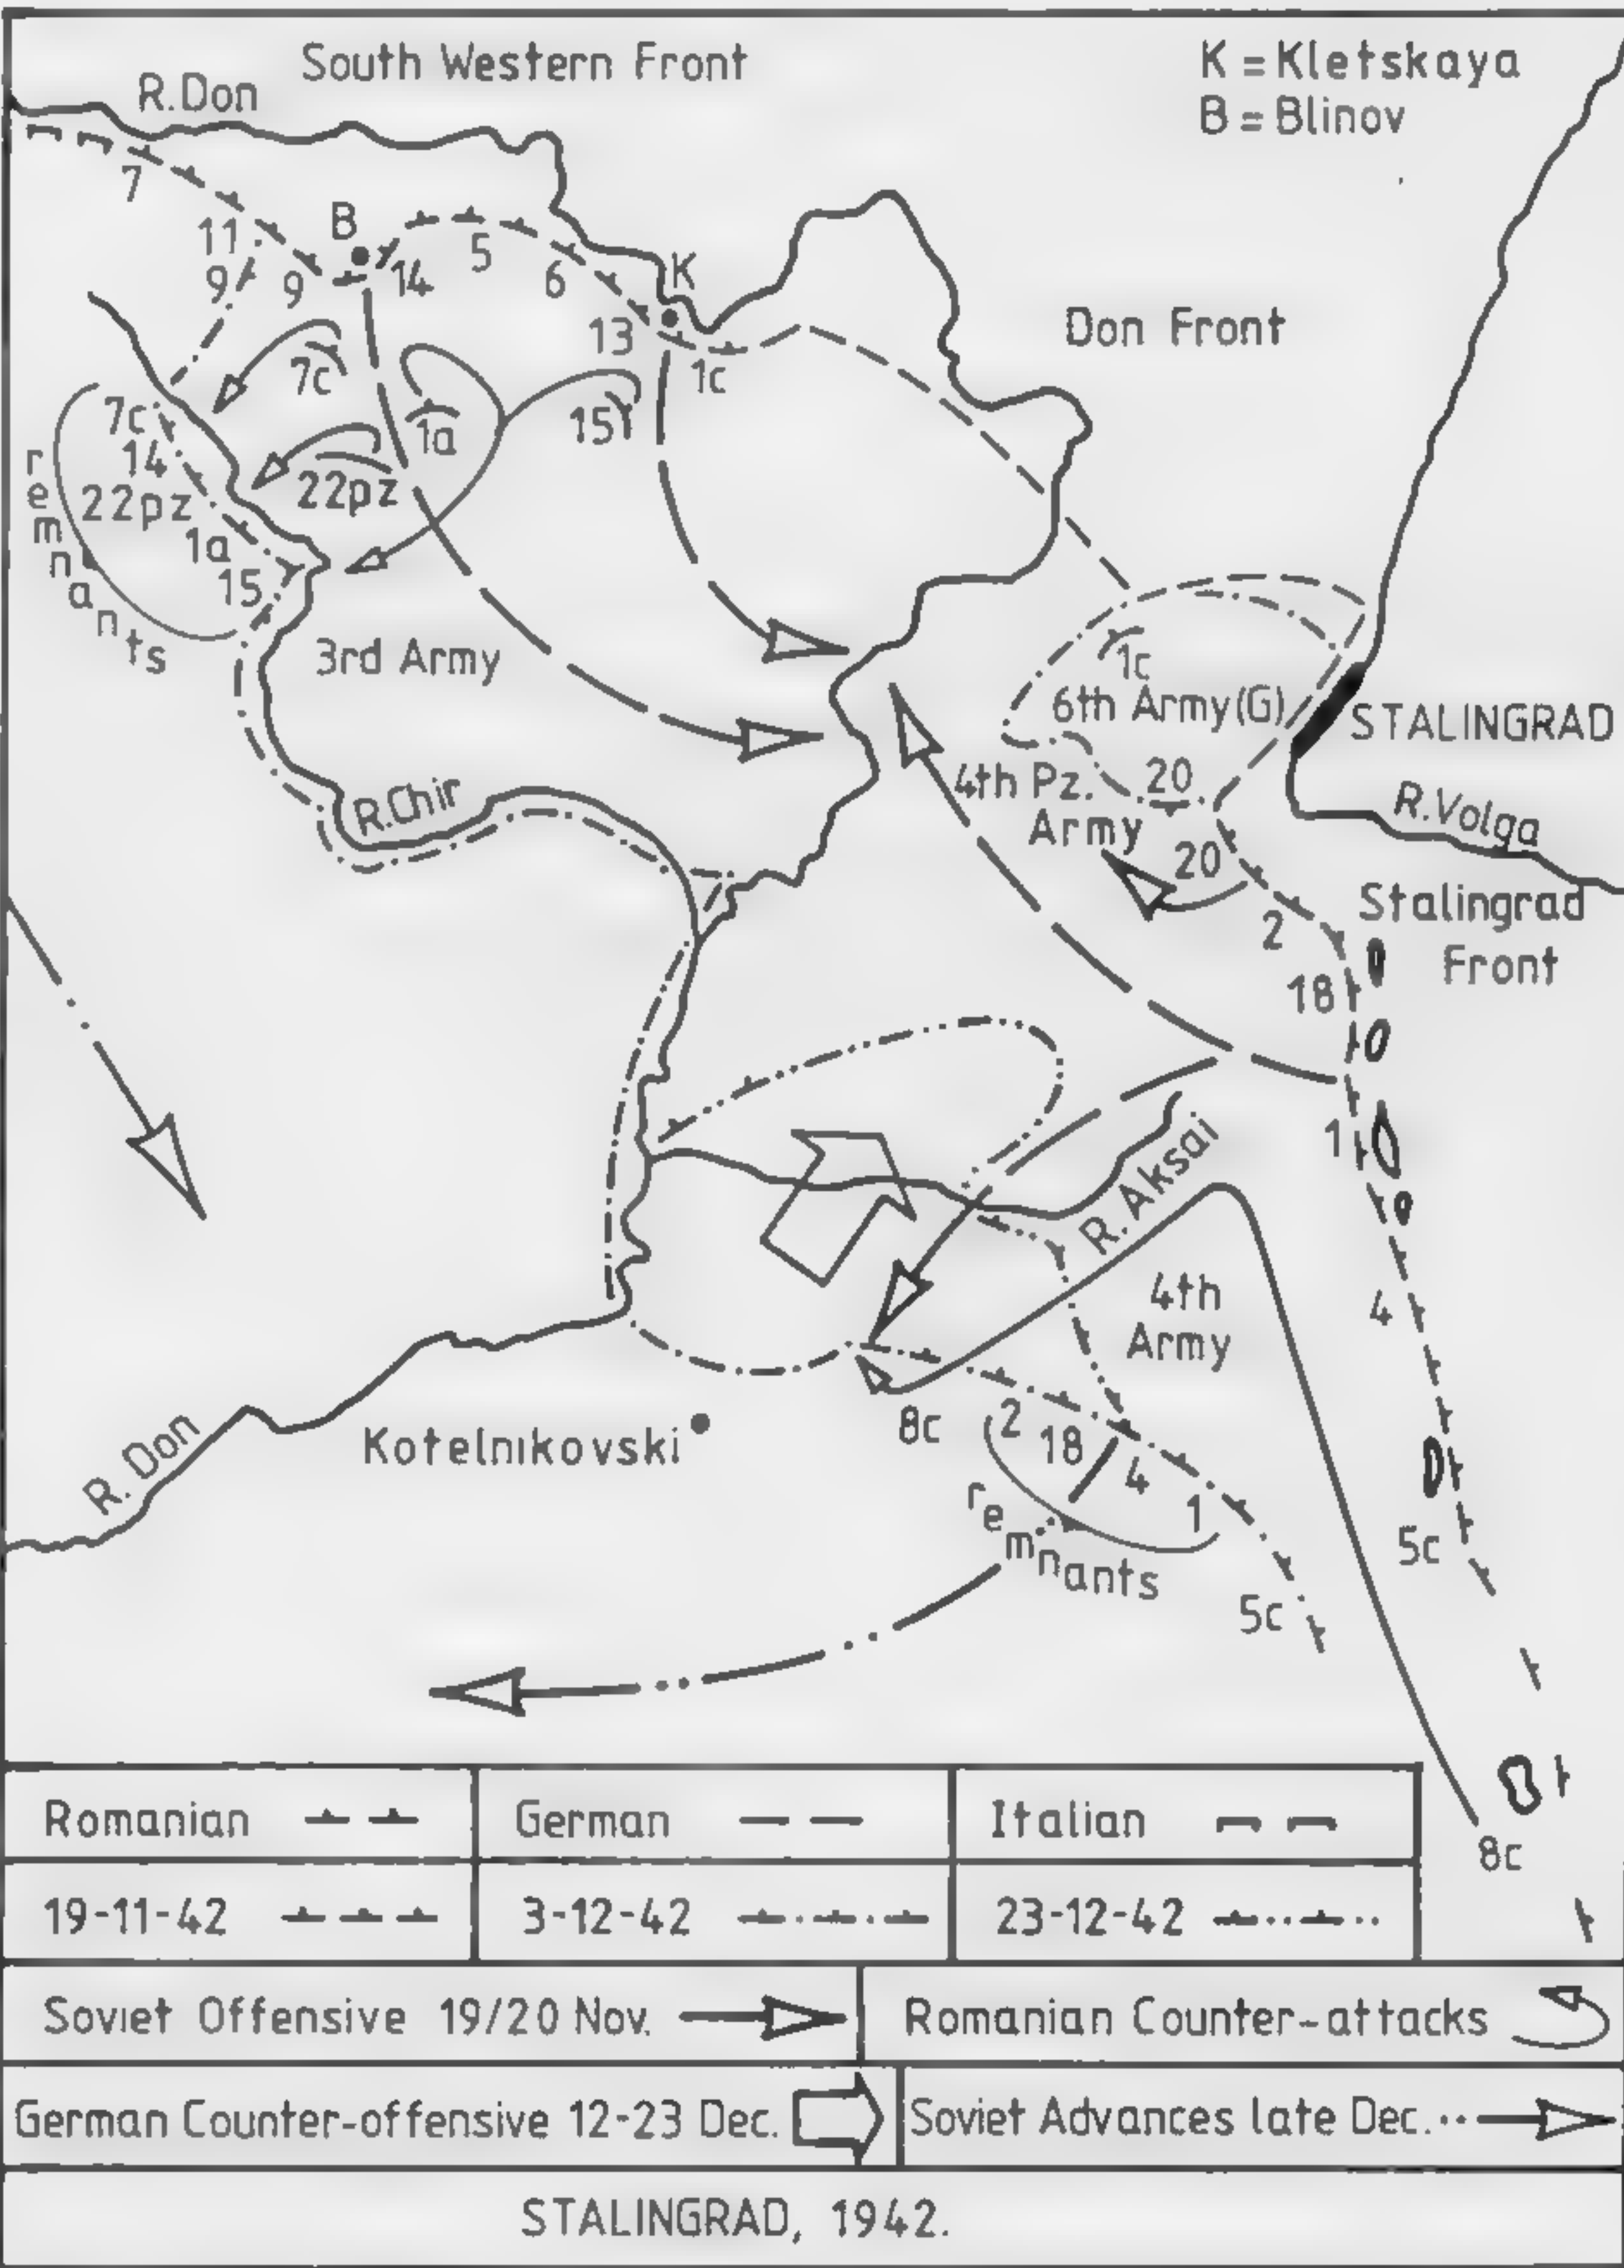 South Western Front
K = Kletskaya
B = Blinov
R. Don
7
11
B
5
9
9
14
6
K
13
1c
Don Front
7c
7c
1a
15
14
22pz
22pz
1a
15
remnants
3rd Army
1c
6th Army (G)
STALINGRAD
4th Pz.
Army
20
R. Chir
R. Volga
20
2
Stalingrad
Front
18
1
R. Aksai
4
4th
Army
8c
2
18
4
1
Kotelnikovski
R. Don
remnants
5c
5c
8c
Romanian
German
Italian
19-11-42
3-12-42
23-12-42
Soviet Offensive 19/20 Nov.
Romanian Counter-attacks
German Counter-offensive 12-23 Dec.
Soviet Advances late Dec.
STALINGRAD, 1942.